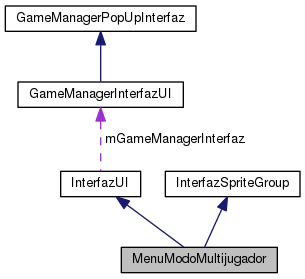 GameManagerPopUpInterfaz
GameManagerInterfazUI
mGameManagerInterfaz
InterfazUI
InterfazSpriteGroup
MenuModoMultijugador